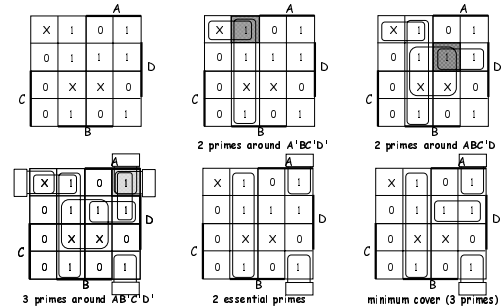 A
X 1 0 1
0 1 1 1
D
0 X X 0
C
0 1 0 1
B
A
X 1 0 1
0 1 1 1
D
0 X X 0
C
0 1 0 1
B
2 primes around A'BC'D'
A
X 1 0 1
0 1 1 1
D
0 X X 0
C
0 1 0 1
B
2 primes around ABC'D
A
X 1 0 1
0 1 1 1
D
0 X X 0
C
0 1 0 1
B
3 primes around AB'C'D'
A
X 1 0 1
0 1 1 1
D
0 X X 0
C
0 1 0 1
B
2 essential primes
A
X 1 0 1
0 1 1 1
D
0 X X 0
C
0 1 0 1
B
minimum cover (3 primes)